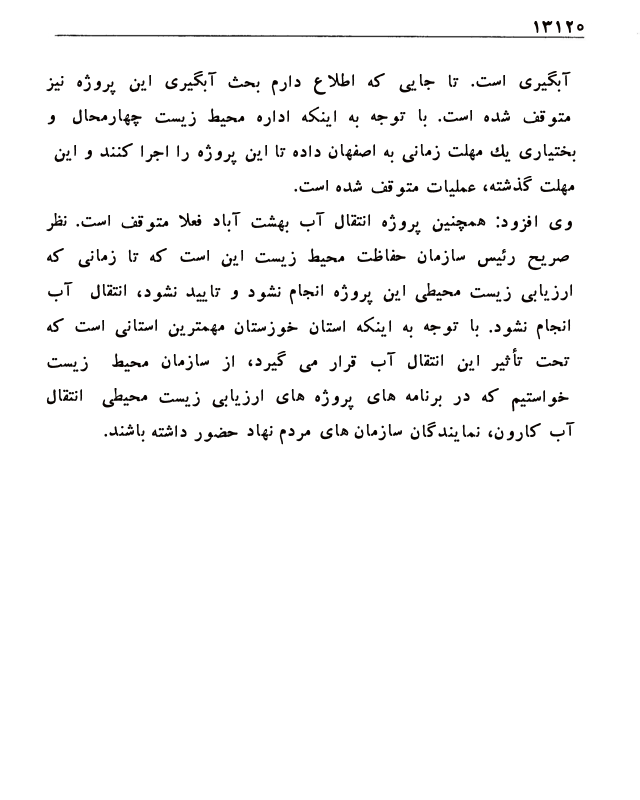 ۱۳۱۲۰
آبگیری است. تا جایی که اطلاع دارم بحث آبگیری این پروژه نیز
متوقف شده است. با توجه به اینکه اداره محیط زیست چهارمحال و
بختیاری یك مهلت زمانی به اصفهان داده تا این پروژه را اجرا کنند و این
مهلت گذشته، عملیات متوقف شده است.
وی افزود: همچنین پروژه انتقال آب بهشت آباد فعلا متوقف است. نظر
صریح رئیس سازمان حفاظت محیط زیست این است که تا زمانی که
ارزیابی زیست محیطی این پروژه انجام نشود و تایید نشود، انتقال آب
انجام نشود. با توجه به اینکه استان خوزستان مهمترین استانی است که
تحت تأثیر این انتقال آب قرار می گیرد، از سازمان محیط زیست
خواستیم که در برنامه های پروژه های ارزیابی زیست محیطی انتقال
آب کارون، نمایندگان سازمان های مردم نهاد حضور داشته باشند.